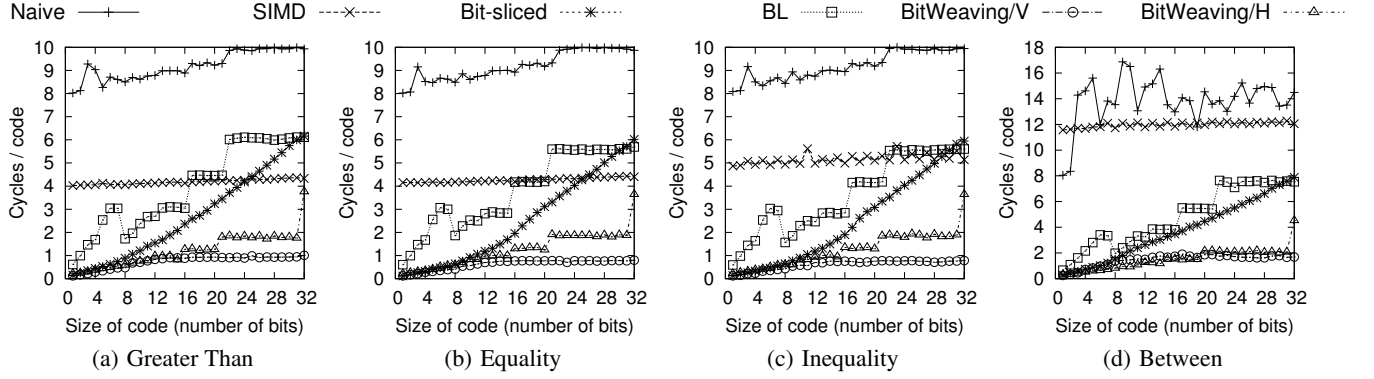 Naive SIMD Bit-sliced BL BitWeaving/V BitWeaving/H
Cycles / code
10
9
8
7
6
5
4
3
2
1
0
0 4 8 12 16 20 24 28 32
Size of code (number of bits)
(a) Greater Than
Cycles / code
10
9
8
7
6
5
4
3
2
1
0
0 4 8 12 16 20 24 28 32
Size of code (number of bits)
(b) Equality
Cycles / code
10
9
8
7
6
5
4
3
2
1
0
0 4 8 12 16 20 24 28 32
Size of code (number of bits)
(c) Inequality
Cycles / code
18
16
14
12
10
8
6
4
2
0
0 4 8 12 16 20 24 28 32
Size of code (number of bits)
(d) Between